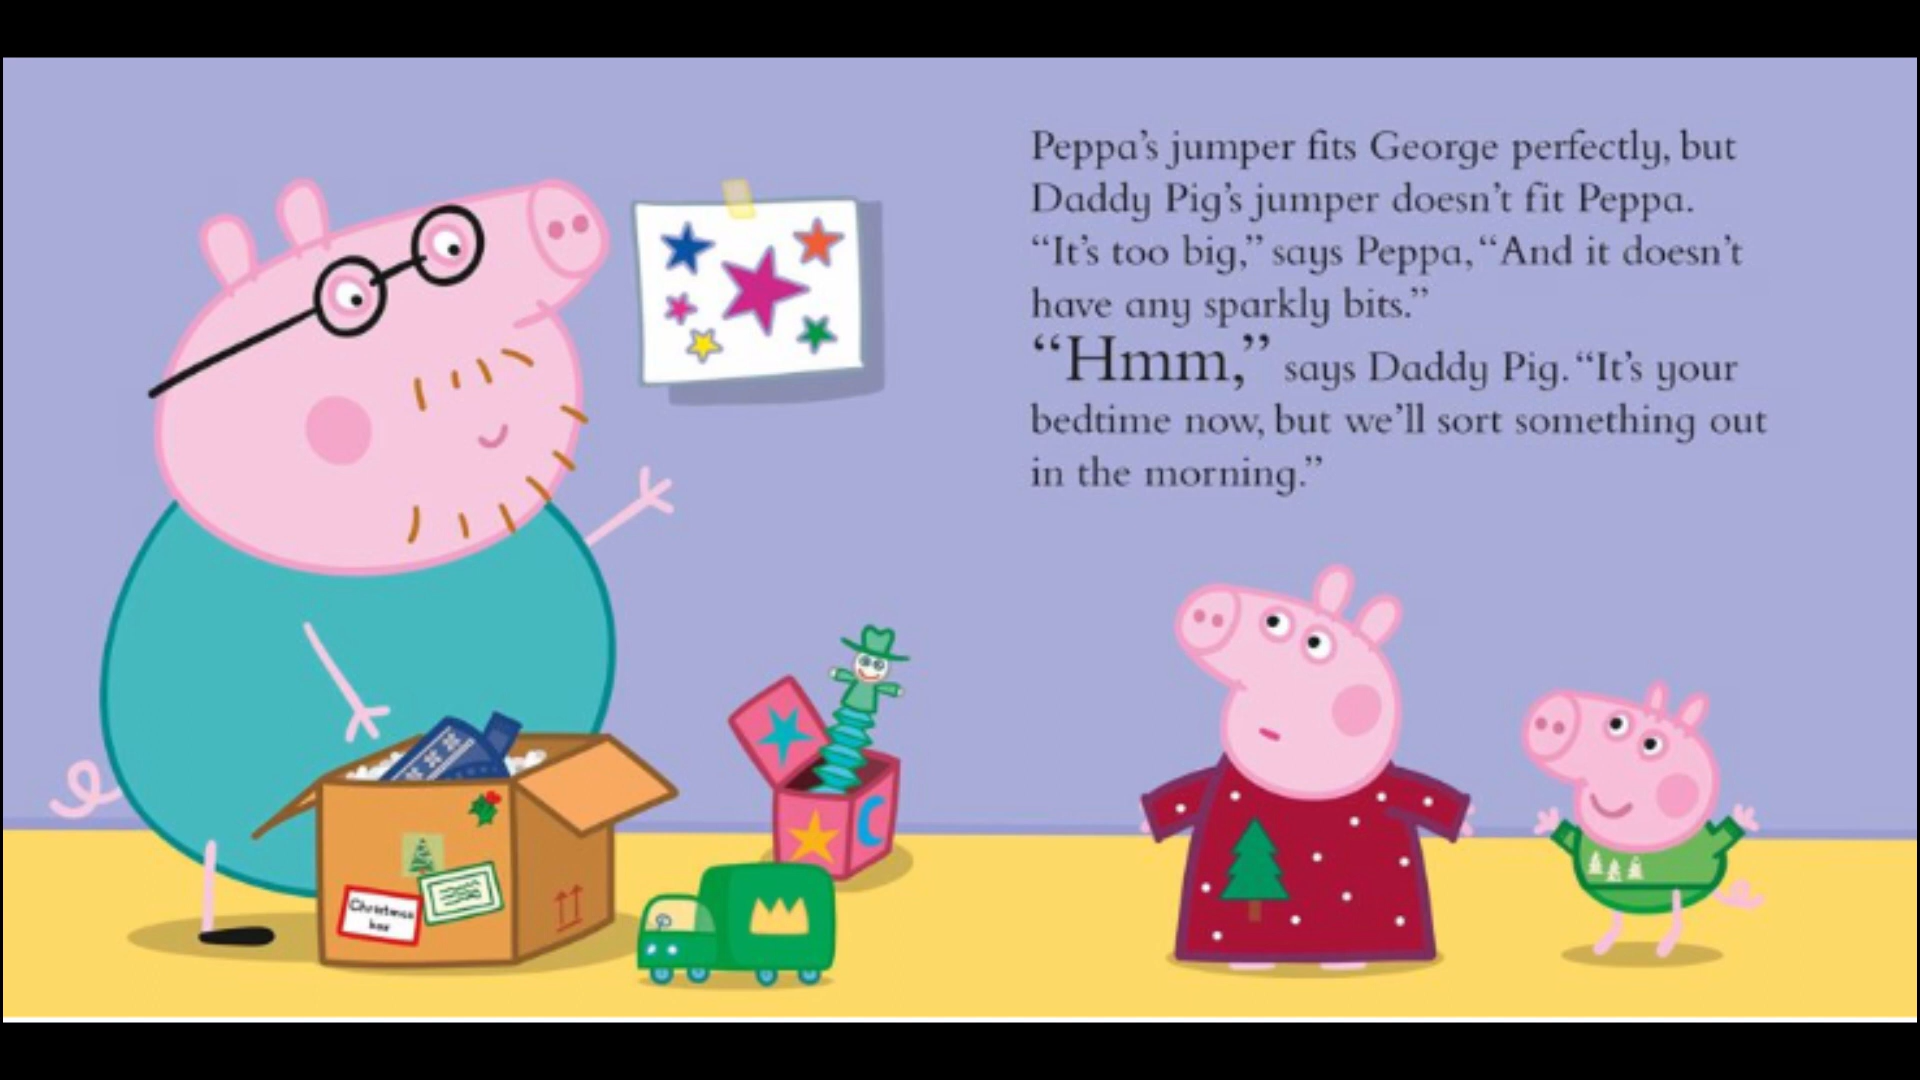 Peppa’s jumper fits George perfectly, but
Daddy Pig’s jumper doesn’t fit Peppa.
“It’s too big,” says Peppa, “And it doesn’t
have any sparkly bits.”
“Hmm,” says Daddy Pig. “It’s your
bedtime now, but we’ll sort something out
in the morning.”
Christmas
box